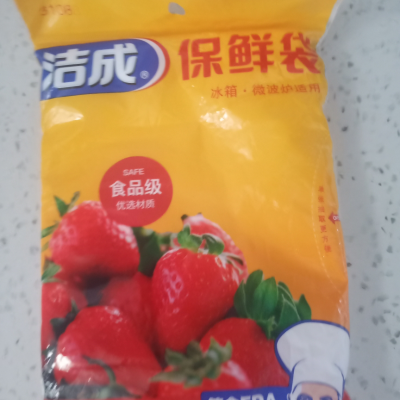 洁成®
保鲜袋
冰箱·微波炉适用
SAFE
食品级
优选材质